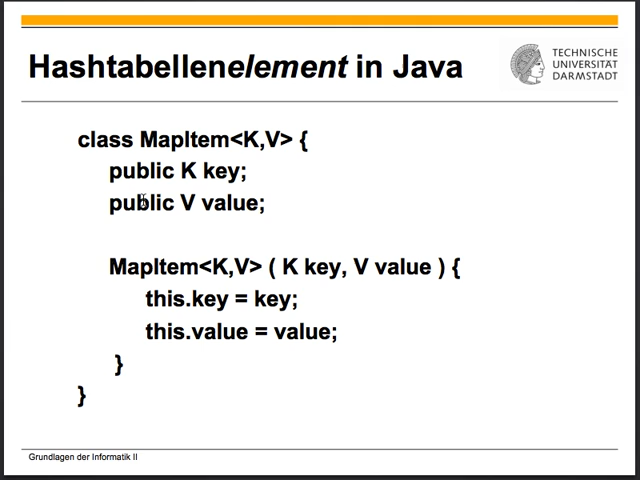 Hashtabellenelement in Java
TECHNISCHE
UNIVERSITÄT
DARMSTADT
class MapItem<K,V> {
public K key;
public V value;
MapItem<K,V> ( K key, V value ) {
this.key = key;
this.value = value;
}
}
Grundlagen der Informatik II